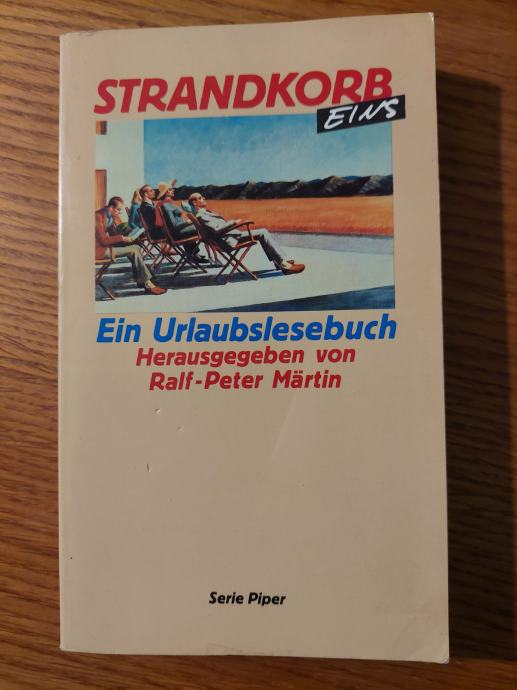 STRANDKORB
EINS
Ein Urlaubslesebuch
Herausgegeben von
Ralf-Peter Märtin
Serie Piper